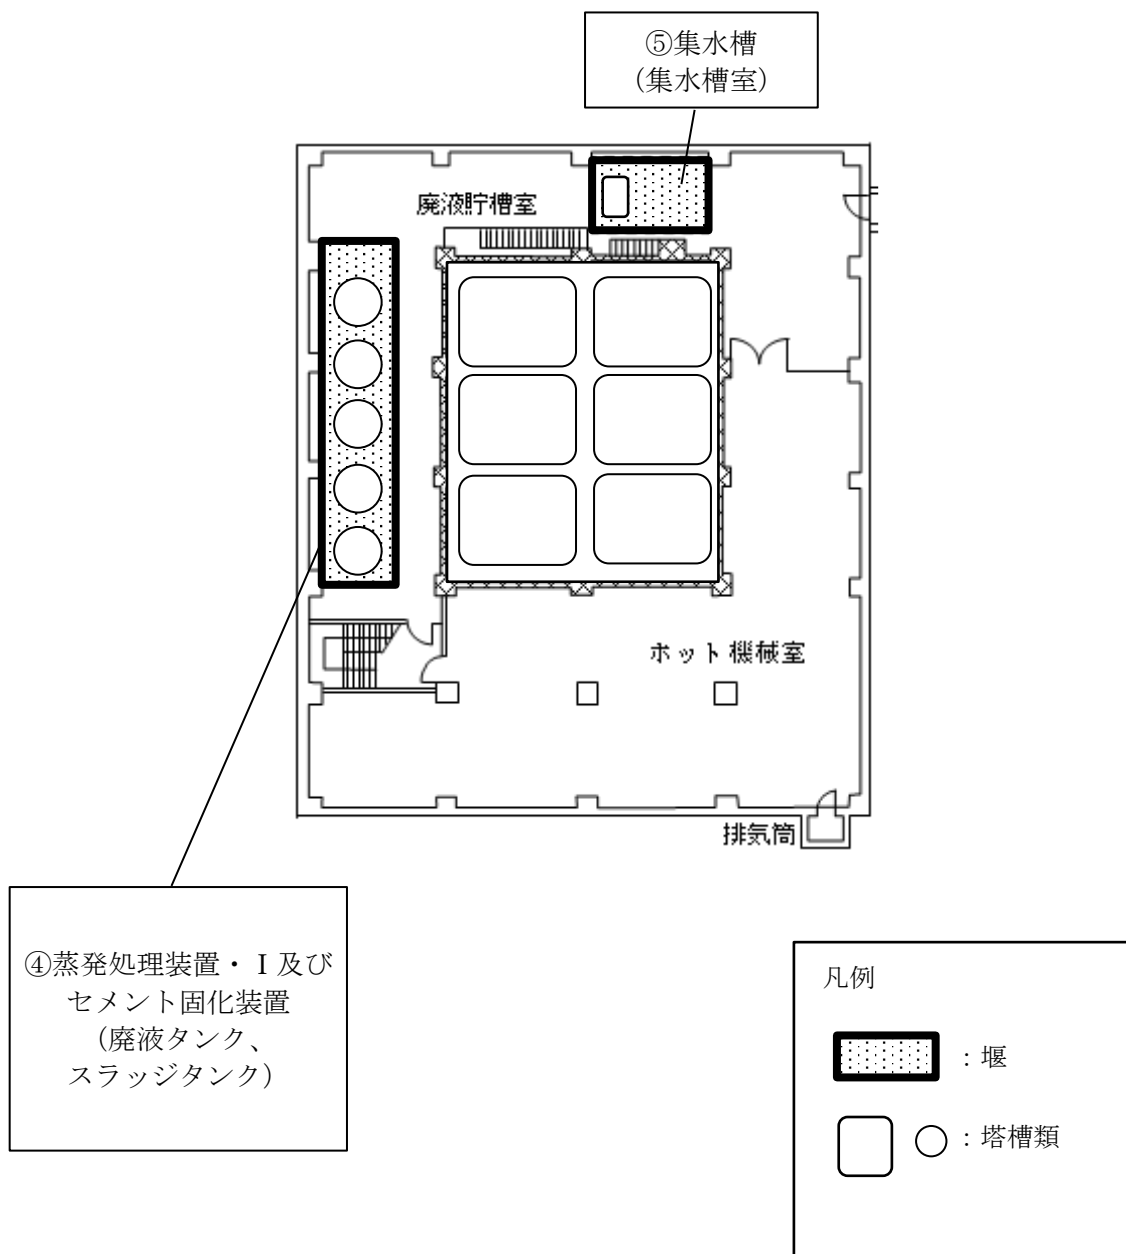 ⑤集水槽
(集水槽室)
廃液貯槽室
ホット機械室
排気筒
④蒸発処理装置・Ⅰ及び
セメント固化装置
(廃液タンク、
スラッジタンク)
凡例
：堰
：塔槽類